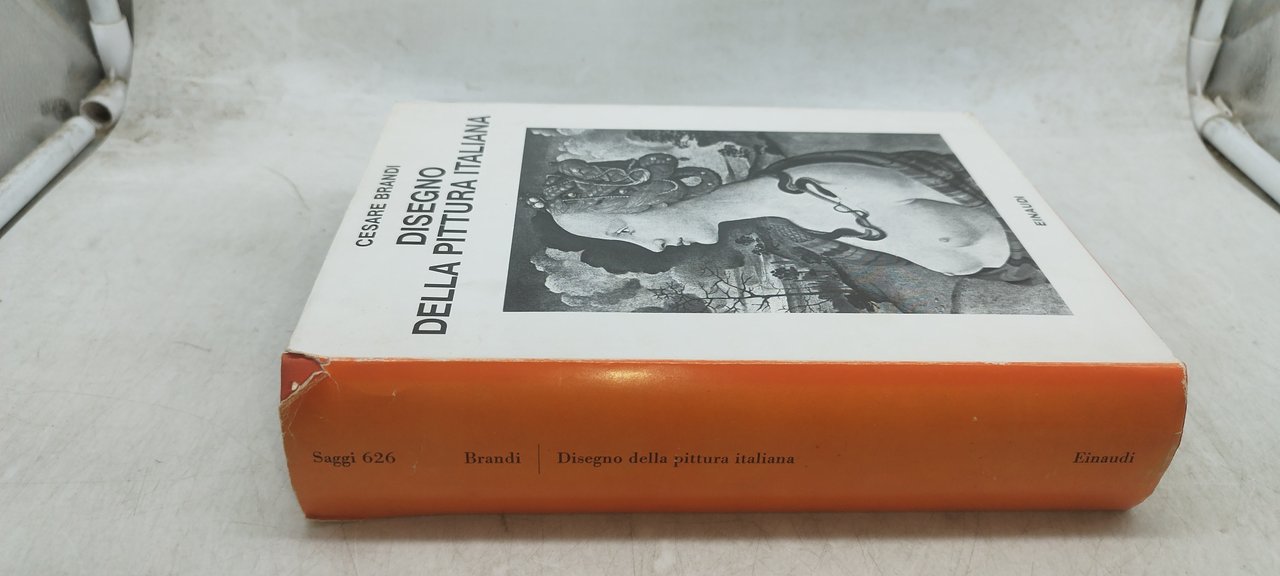 CESARE BRANDI
DISEGNO
DELLA PITTURA ITALIANA
EINAUDI
Saggi 626 Brandi Disegno della pittura italiana Einaudi